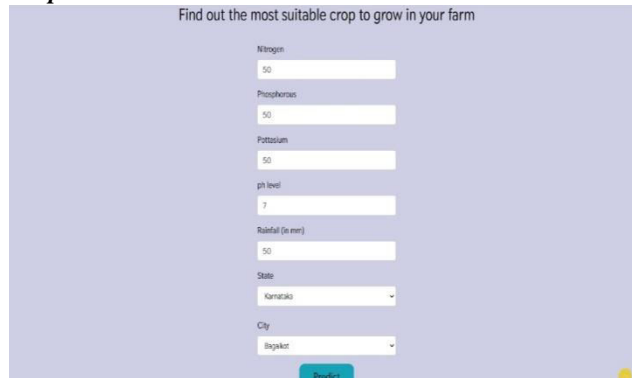 Find out the most suitable crop to grow in your farm
Nitrogen
50
Phosphorous
50
Pottasium
50
ph level
7
Rainfall (in mm)
50
State
Karnataka
City
Bagalkot
Predict